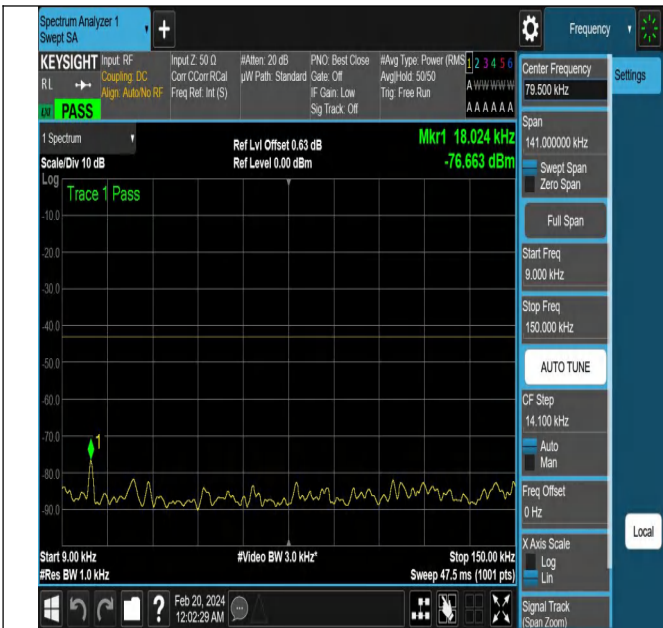 Spectrum Analyzer 1
Swept SA
+
Frequency
KEYSIGHT
Input: RF
Input Z: 50 Ω
#Atten: 20 dB
PNO: Best Close
#Avg Type: Power (RMS
1 2 3 4 5 6
RL
Coupling: DC
Corr CCorr RCal
µW Path: Standard
Gate: Off
Avg|Hold: 50/50
A W W W W W
Align: Auto/No RF
Freq Ref: Int (S)
IF Gain: Low
Trig: Free Run
Sig Track: Off
A A A A A A
LXI
PASS
1 Spectrum
Ref Lvl Offset 0.63 dB
Mkr1 18.024 kHz
Scale/Div 10 dB
Ref Level 0.00 dBm
-76.663 dBm
Log
Trace 1 Pass
-10.0
-20.0
-30.0
-40.0
-50.0
-60.0
-70.0
-80.0
-90.0
1
Start 9.00 kHz
#Video BW 3.0 kHz*
Stop 150.00 kHz
#Res BW 1.0 kHz
Sweep 47.5 ms (1001 pts)
?
Feb 20, 2024
12:02:29 AM
Center Frequency
79.500 kHz
Settings
Span
141.000000 kHz
Swept Span
Zero Span
Full Span
Start Freq
9.000 kHz
Stop Freq
150.000 kHz
AUTO TUNE
CF Step
14.100 kHz
Auto
Man
Freq Offset
0 Hz
Local
X Axis Scale
Log
Lin
Signal Track
(Span Zoom)